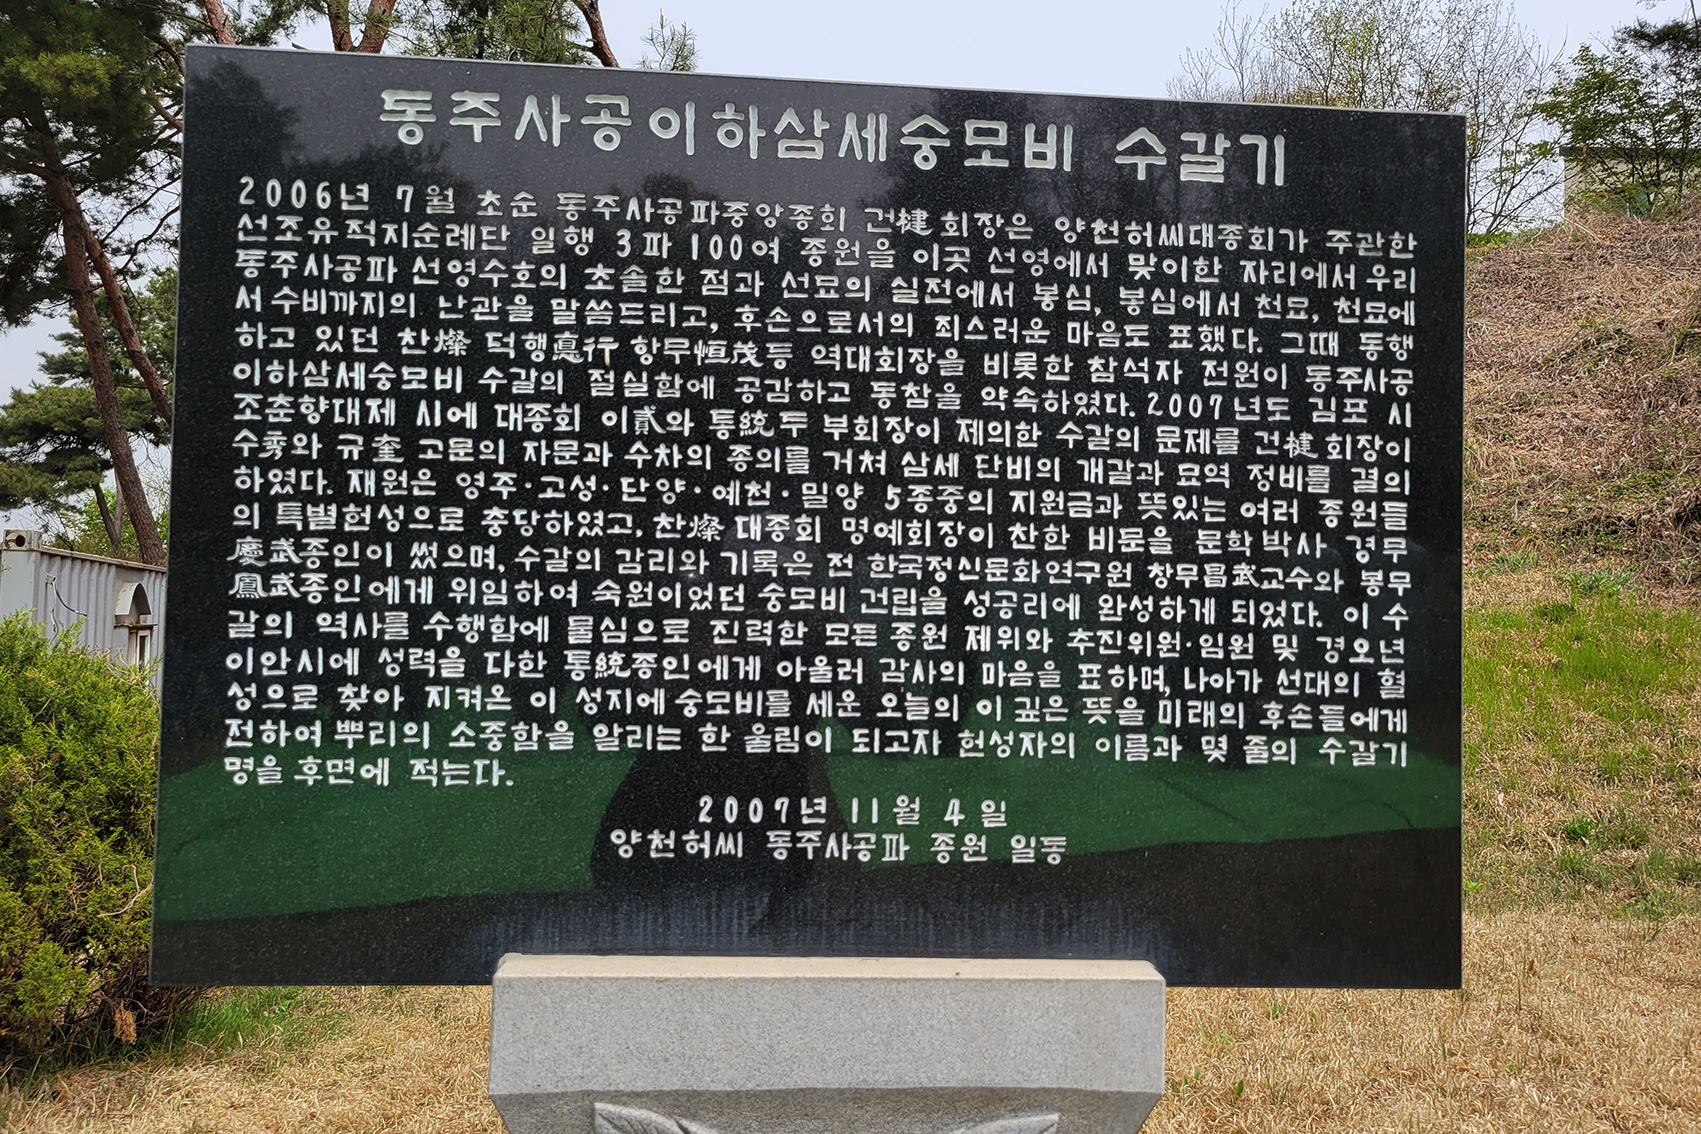 동주사공이하삼세숭모비 수갈기
2006년 7월 초순 동주사공파중앙종회 건健회장은 양천허씨대종회가 주관한
선조유적지순례단 일행 3파 100여 종원을 이곳 선영에서 맞이한 자리에서 우리
동주사공파 선영수호의 초솔한 점과 선묘의 실전에서 봉심, 봉심에서 천묘, 천묘에
서 수비까지의 난관을 말씀드리고, 후손으로서의 죄스러운 마음도 표했다. 그때 동행
하고 있던 찬燦 덕행悳行 항무恒茂등 역대회장을 비롯한 참석자 전원이 동주사공
이하삼세숭모비 수갈의 절실함에 공감하고 동참을 약속하였다. 2007년도 김포 시
조춘향대제 시에 대종회 이貳와 통統두 부회장이 제의한 수갈의 문제를 건健회장이
수秀와 규奎 고문의 자문과 수차의 종의를 거쳐 삼세 단비의 개갈과 묘역 정비를 결의
하였다. 재원은 영주·고성·단양·예천·밀양 5종중의 지원금과 뜻있는 여러 종원들
의 특별헌성으로 충당하였고, 찬燦 대종회 명예회장이 찬한 비문을 문학박사 경무
慶武종인이 썼으며, 수갈의 감리와 기록은 전 한국정신문화연구원 창무昌武교수와 봉무
鳳武종인에게 위임하여 숙원이었던 숭모비 건립을 성공리에 완성하게 되었다. 이 수
갈의 역사를 수행함에 물심으로 진력한 모든 종원 제위와 추진위원·임원 및 경오년
이안시에 성력을 다한 통統종인에게 아울러 감사의 마음을 표하며, 나아가 선대의 혈
성으로 찾아 지켜온 이 성지에 숭모비를 세운 오늘의 이 깊은 뜻을 미래의 후손들에게
전하여 뿌리의 소중함을 알리는 한 울림이 되고자 헌성자의 이름과 몇 줄의 수갈기
명을 후면에 적는다.
2007년 11월 4일
양천허씨 동주사공파 종원 일동